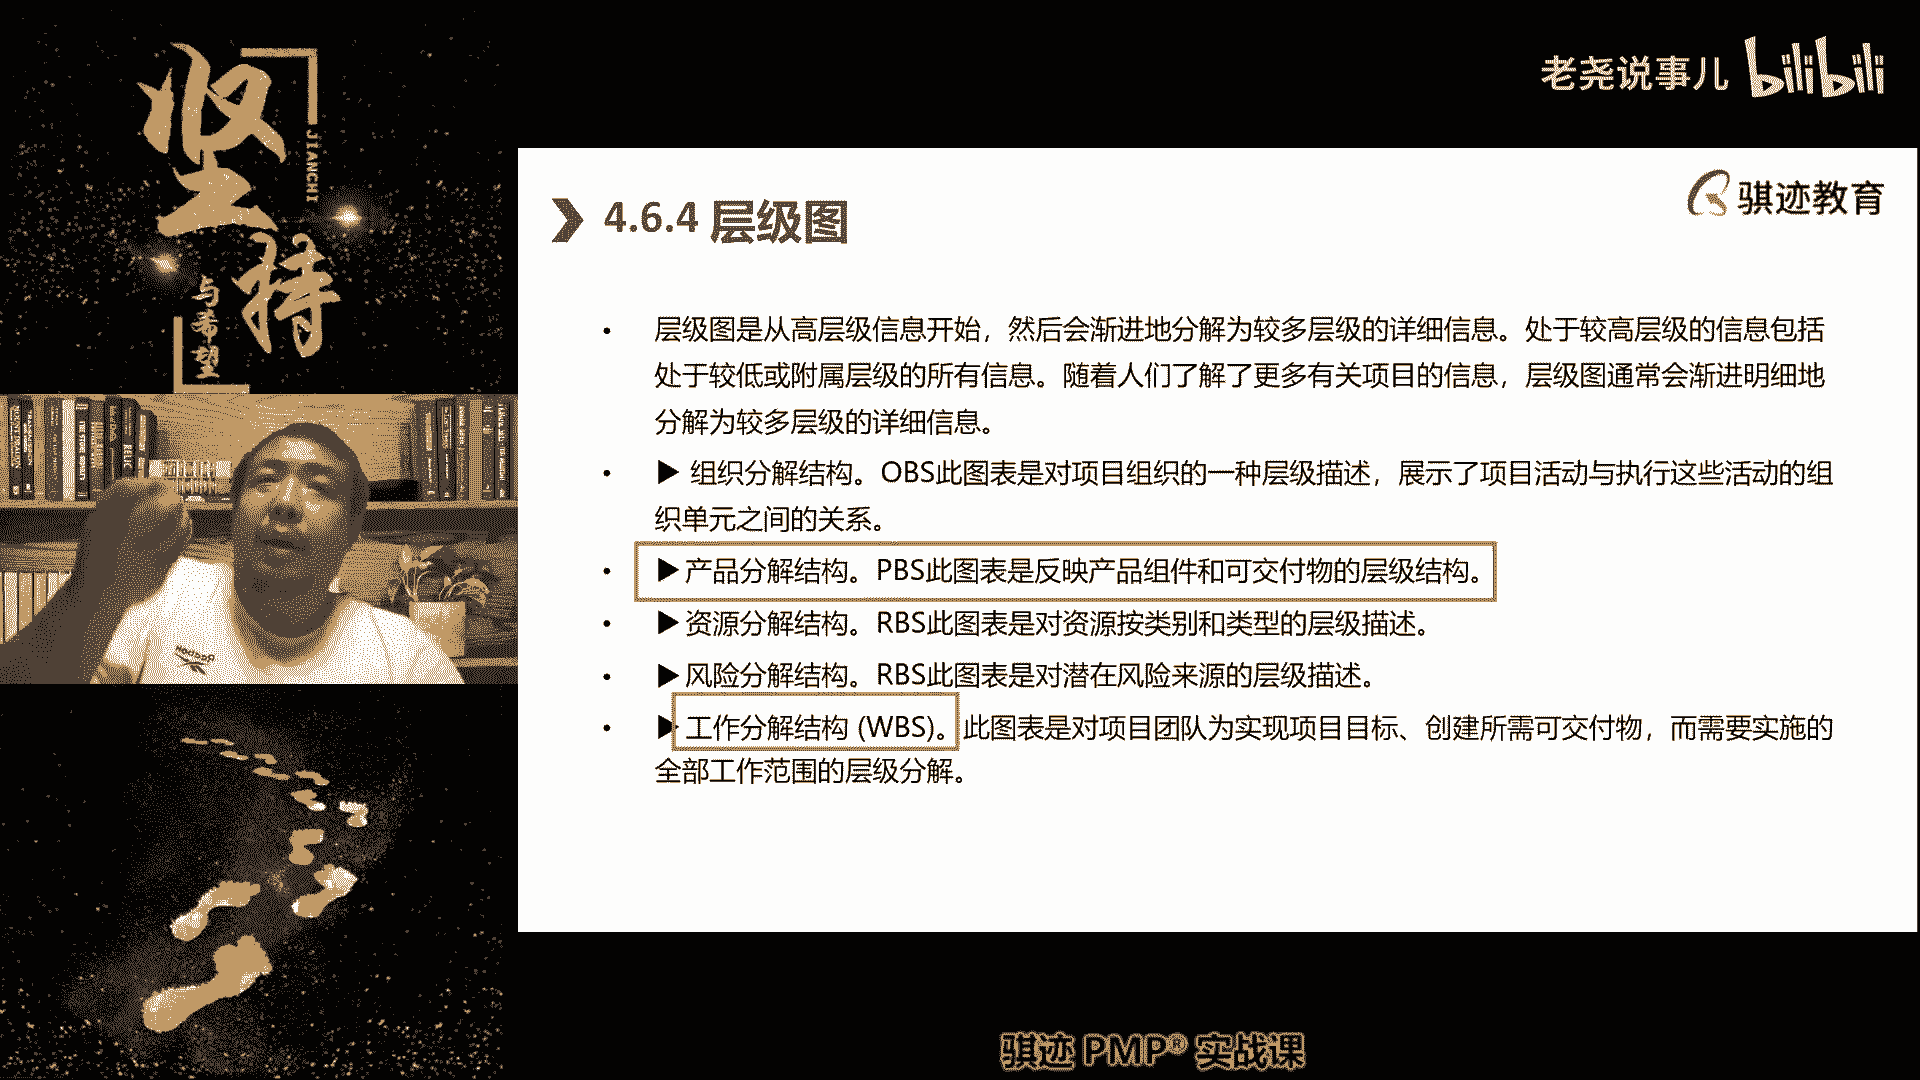 坚持
JIANCHI
与希望
老尧说事儿 bilibili
骐迹教育
4.6.4 层级图
• 层级图是从高层级信息开始，然后会渐进地分解为较多层级的详细信息。处于较高层级的信息包括
处于较低或附属层级的所有信息。随着人们了解了更多有关项目的信息，层级图通常会渐进明细地
分解为较多层级的详细信息。
• ▶ 组织分解结构。OBS此图表是对项目组织的一种层级描述，展示了项目活动与执行这些活动的组
织单元之间的关系。
• ▶产品分解结构。PBS此图表是反映产品组件和可交付物的层级结构。
• ▶资源分解结构。RBS此图表是对资源按类别和类型的层级描述。
• ▶风险分解结构。RBS此图表是对潜在风险来源的层级描述。
• ▶工作分解结构 (WBS)。此图表是对项目团队为实现项目目标、创建所需可交付物，而需要实施的
全部工作范围的层级分解。
Reebok
骐迹 PMP® 实战课